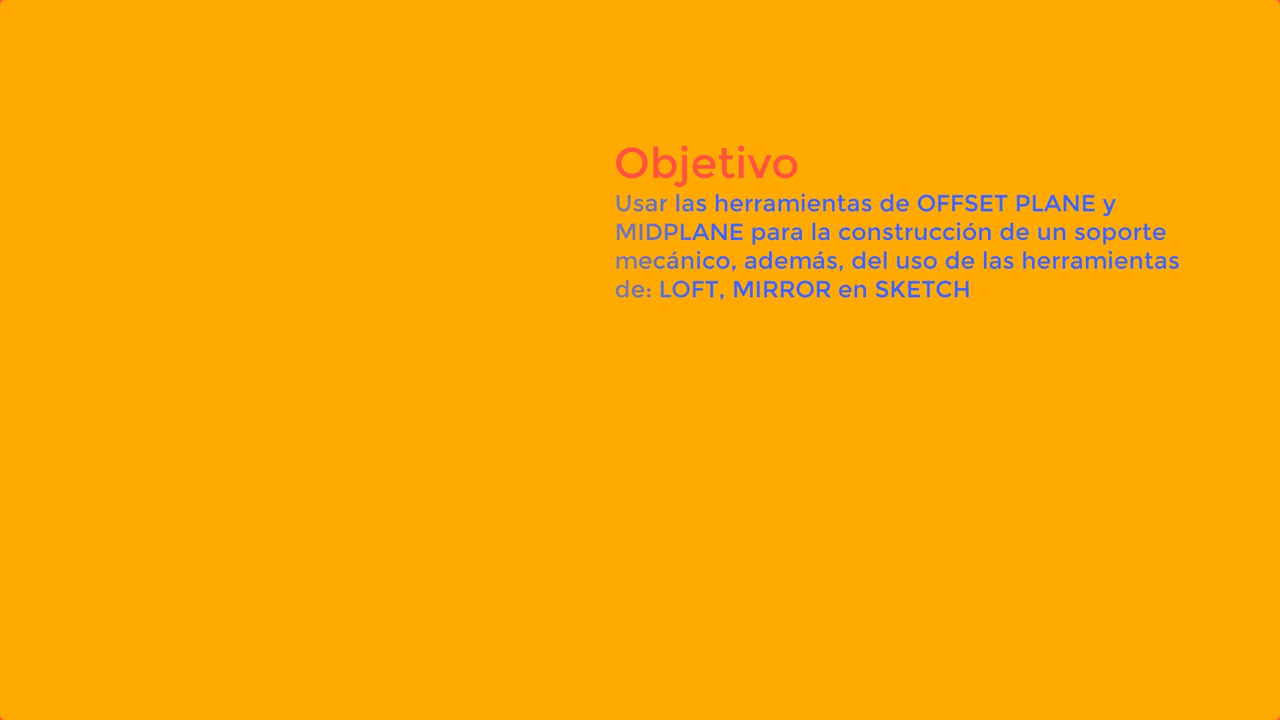 Objetivo
Usar las herramientas de OFFSET PLANE y
MIDPLANE para la construcción de un soporte
mecánico, además, del uso de las herramientas
de: LOFT, MIRROR en SKETCH